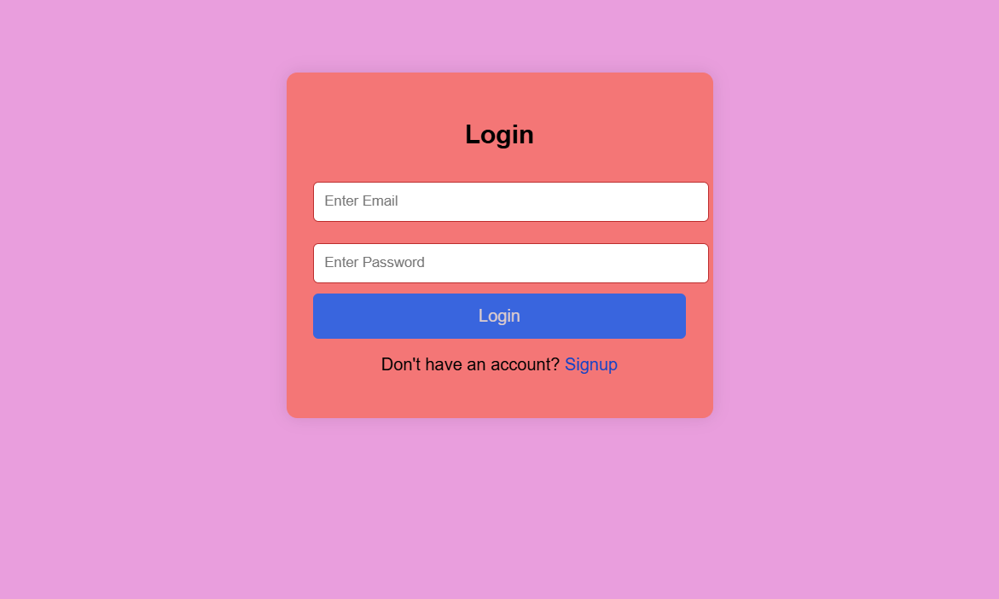 Login
Enter Email
Enter Password
Login
Don't have an account? Signup